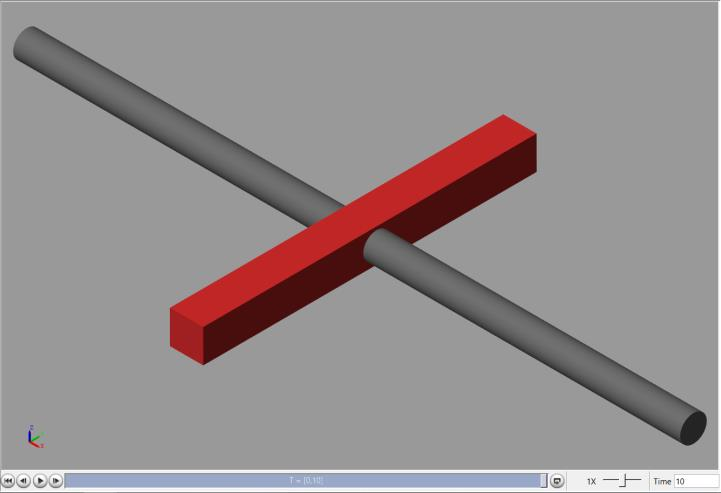 T = [0,10]
1X
Time 10